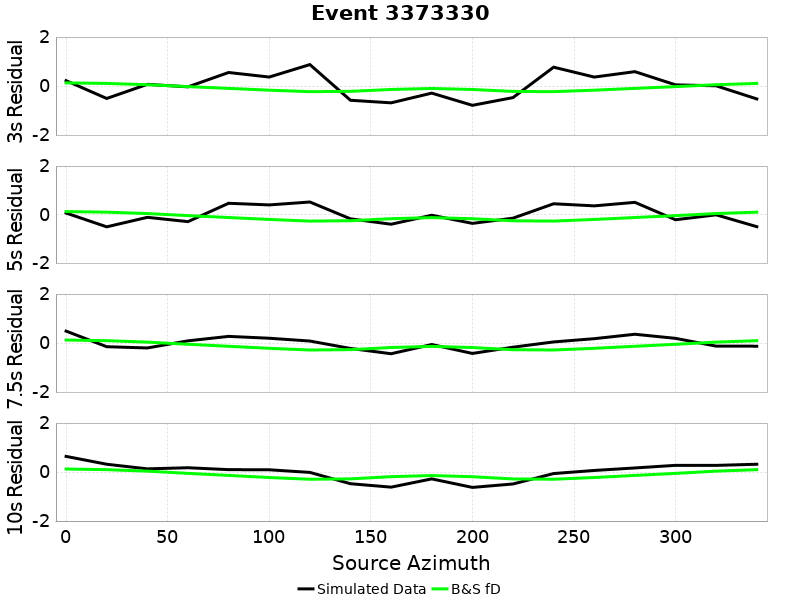 Event 3373330
3s Residual
2
0
-2
5s Residual
2
0
-2
7.5s Residual
2
0
-2
10s Residual
2
0
-2
0 50 100 150 200 250 300
Source Azimuth
Simulated Data B&S fD